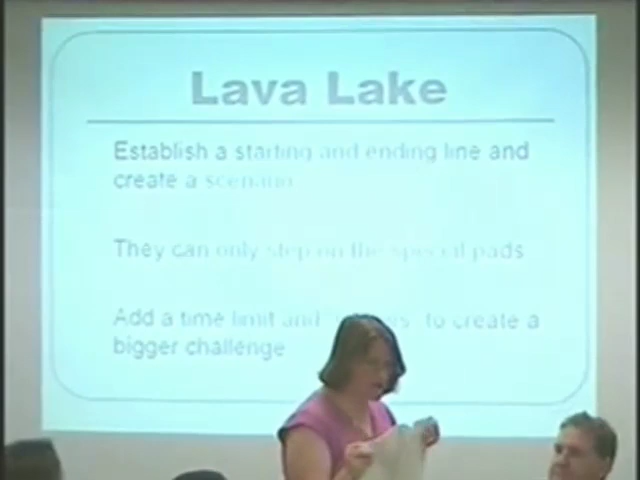 Lava Lake
Establish a starting and ending line and
create a scenario
They can only step on the special pads
Add a time limit and to create a
bigger challenge